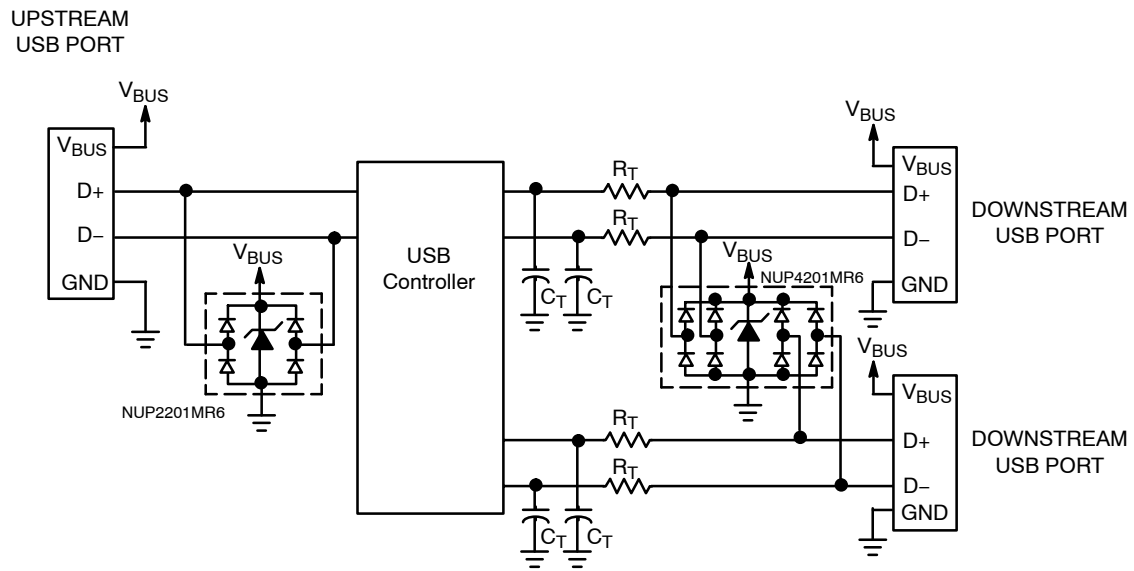 UPSTREAM
USB PORT
VBUS
VBUS
D+
D−
GND
VBUS
NUP2201MR6
USB
Controller
RT
RT
CT
CT
VBUS
NUP4201MR6
VBUS
VBUS
D+
D−
GND
DOWNSTREAM
USB PORT
RT
RT
CT
CT
VBUS
VBUS
D+
D−
GND
DOWNSTREAM
USB PORT